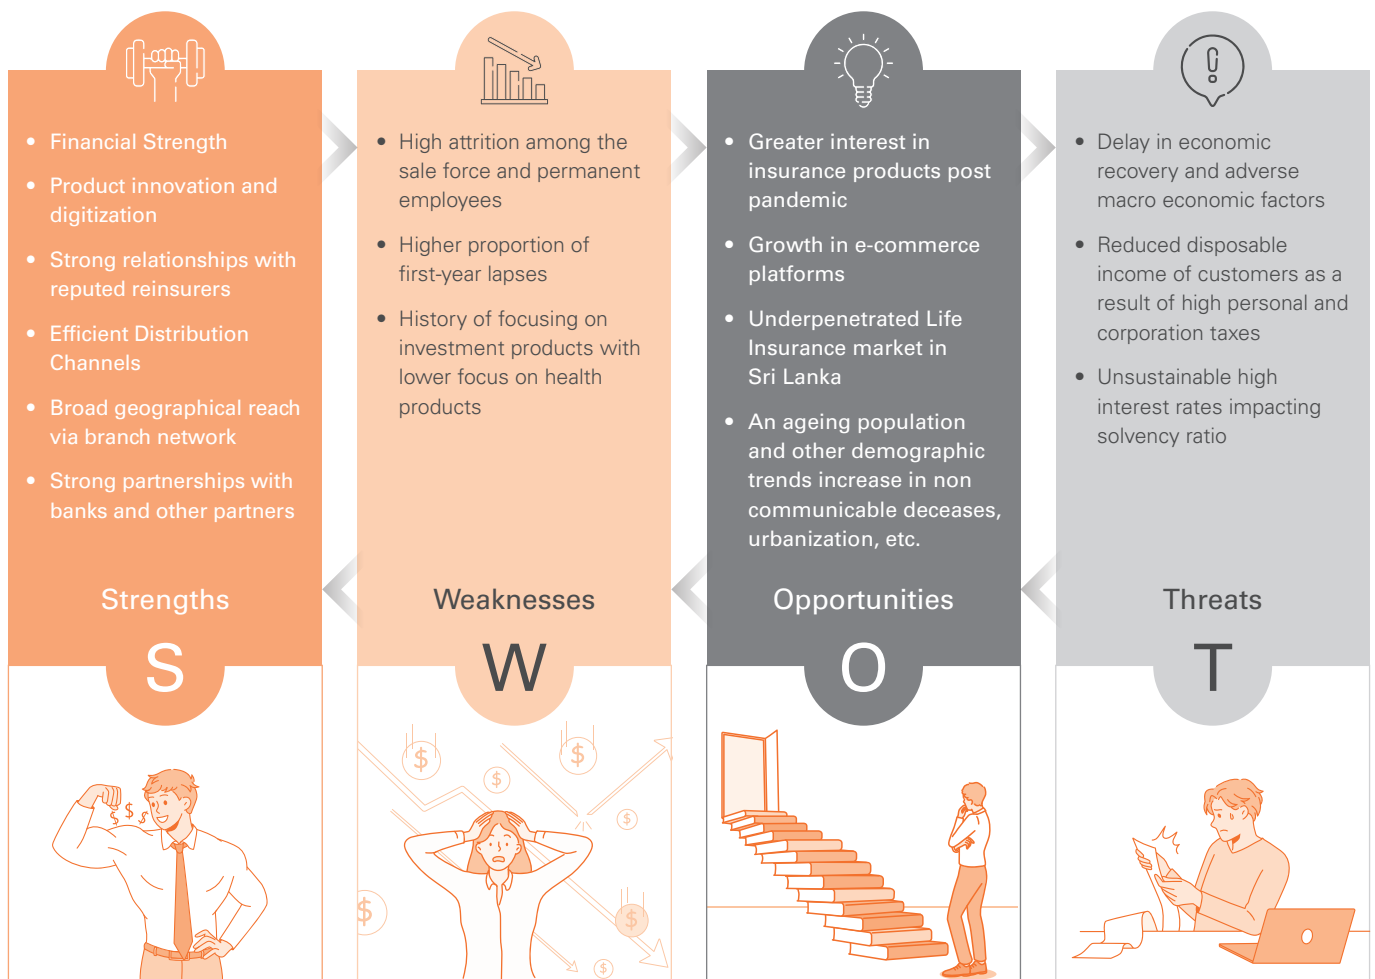 • Financial Strength
• Product innovation and
digitization
• Strong relationships with
reputed reinsurers
• Efficient Distribution
Channels
• Broad geographical reach
via branch network
• Strong partnerships with
banks and other partners
Strengths
S
• High attrition among the
sale force and permanent
employees
• Higher proportion of
first-year lapses
• History of focusing on
investment products with
lower focus on health
products
Weaknesses
W
• Greater interest in
insurance products post
pandemic
• Growth in e-commerce
platforms
• Underpenetrated Life
Insurance market in
Sri Lanka
• An ageing population
and other demographic
trends increase in non
communicable deceases,
urbanization, etc.
Opportunities
O
• Delay in economic
recovery and adverse
macro economic factors
• Reduced disposable
income of customers as a
result of high personal and
corporation taxes
• Unsustainable high
interest rates impacting
solvency ratio
Threats
T
$ $ $
$
$
$
$
$
$
$